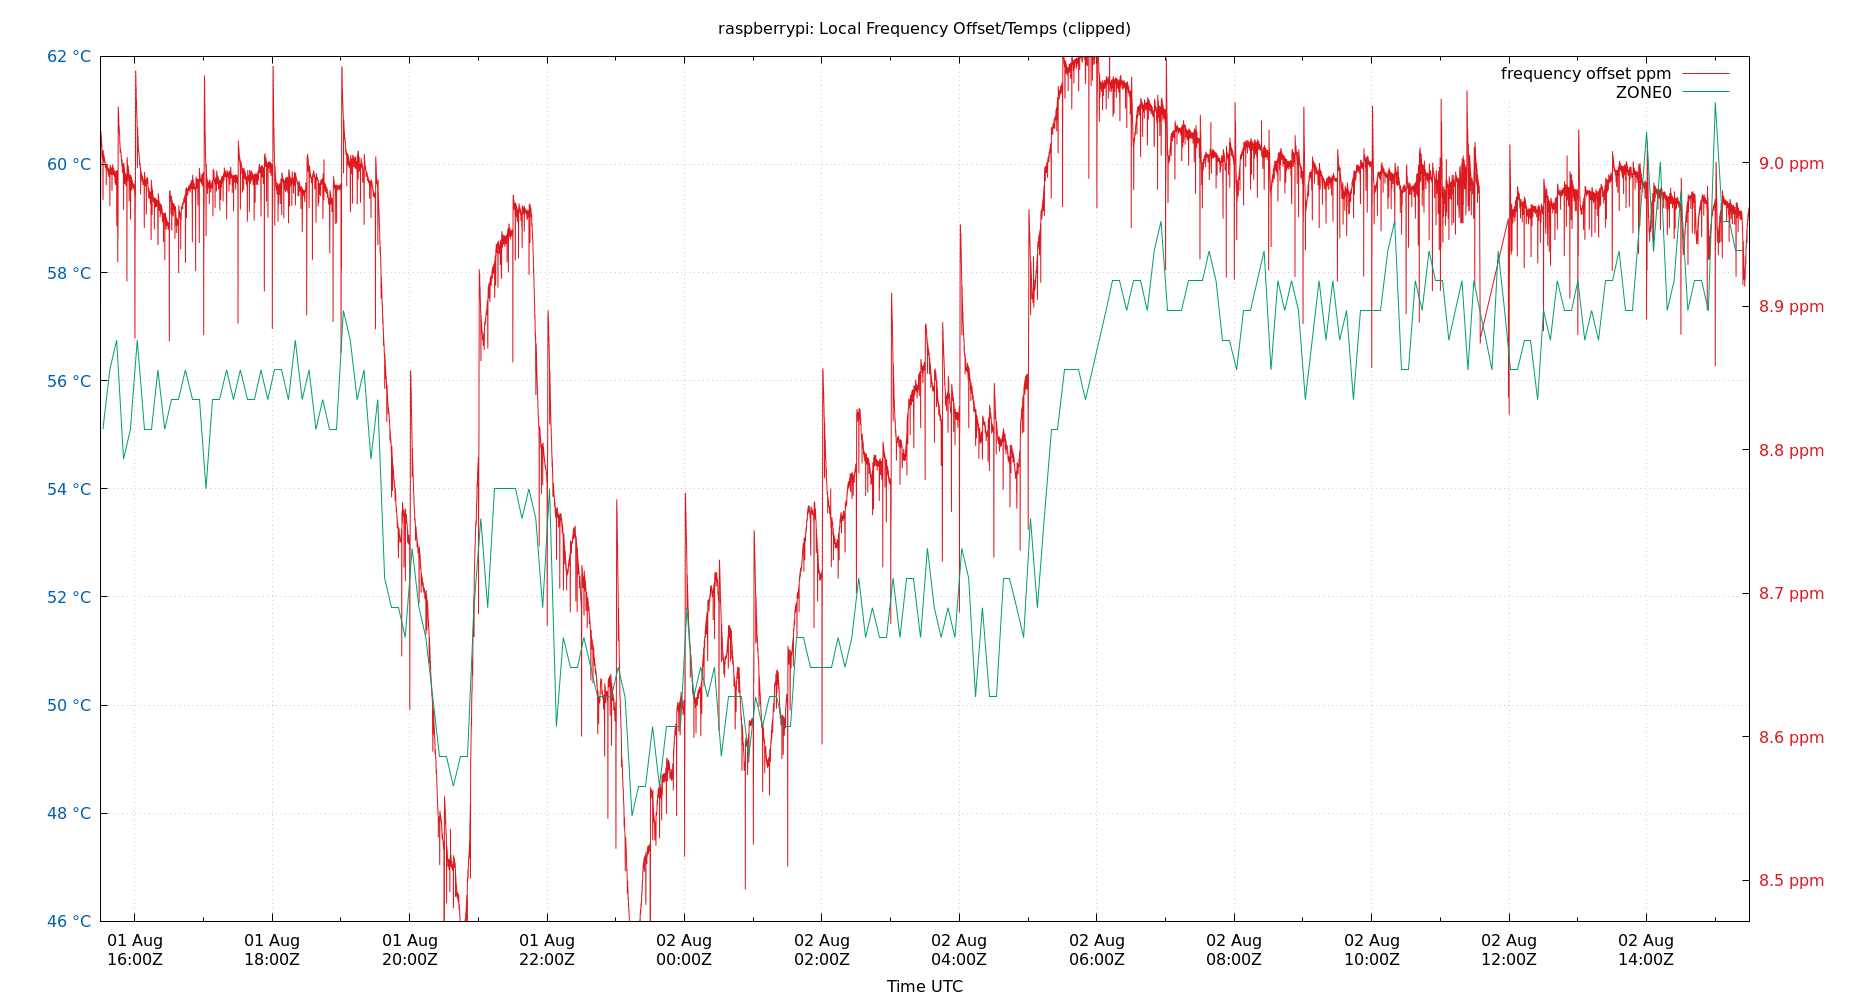 raspberrypi: Local Frequency Offset/Temps (clipped)
62 °C
60 °C
58 °C
56 °C
54 °C
52 °C
50 °C
48 °C
46 °C
frequency offset ppm
ZONE0
9.0 ppm
8.9 ppm
8.8 ppm
8.7 ppm
8.6 ppm
8.5 ppm
01 Aug
16:00Z
01 Aug
18:00Z
01 Aug
20:00Z
01 Aug
22:00Z
02 Aug
00:00Z
02 Aug
02:00Z
02 Aug
04:00Z
02 Aug
06:00Z
02 Aug
08:00Z
02 Aug
10:00Z
02 Aug
12:00Z
02 Aug
14:00Z
Time UTC